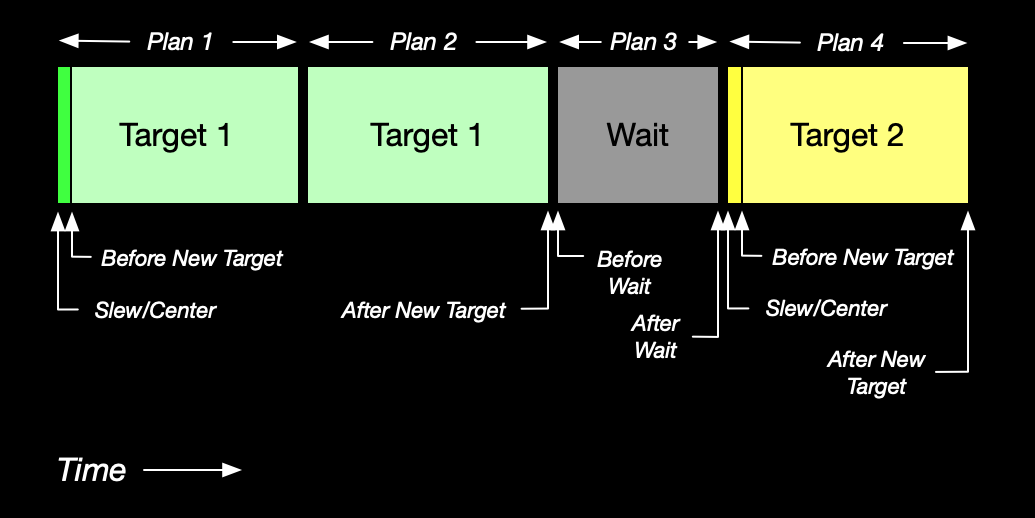 Plan 1
Plan 2
Plan 3
Plan 4
Target 1
Target 1
Wait
Target 2
Before New Target
Slew/Center
After New Target
Before
Wait
After
Wait
Before New Target
Slew/Center
After New
Target
Time